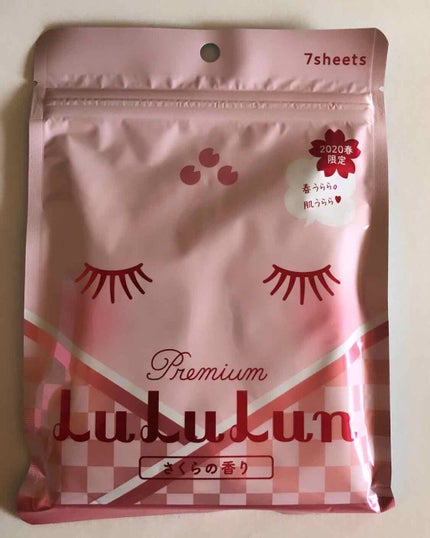 7sheets
2020春
限定
春うらら。
肌うらら♥
Premium
LuLuLun
さくらの香り